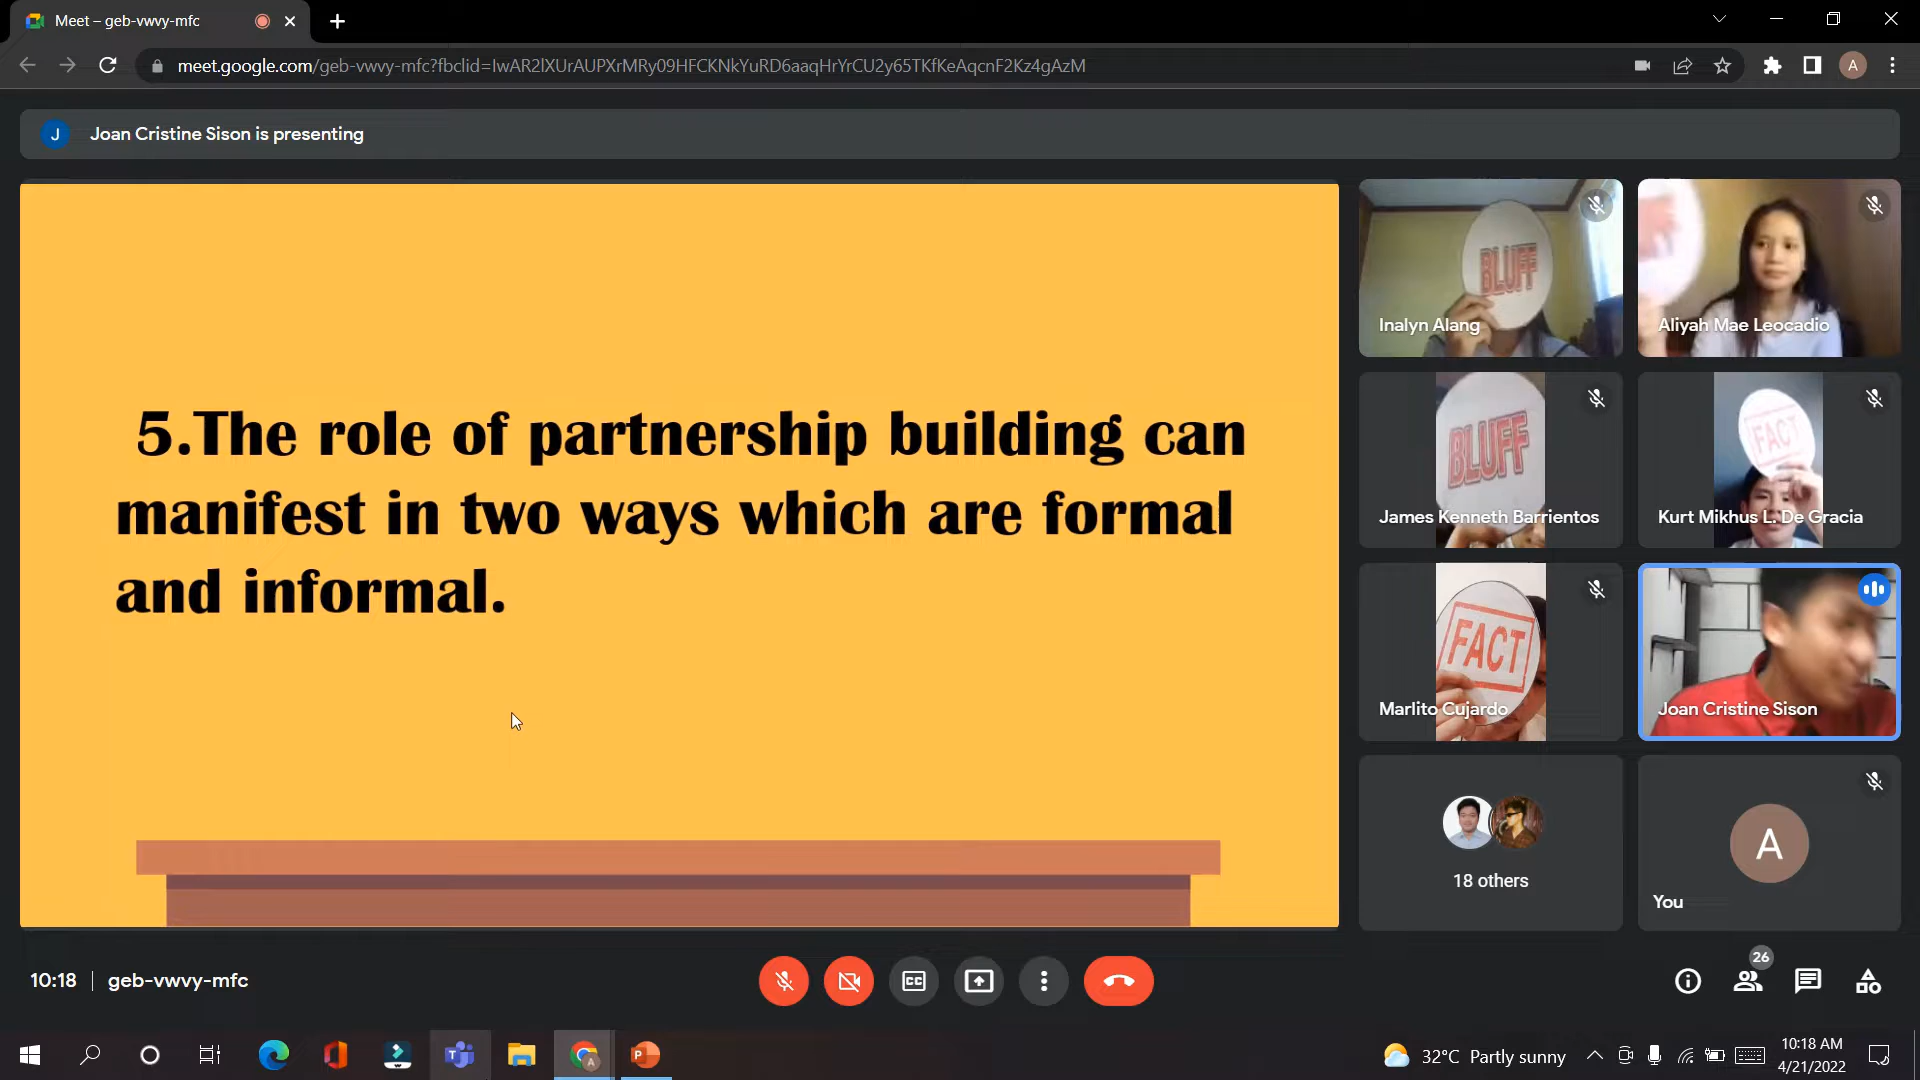 Meet – geb-vwvy-mfc
meet.google.com/geb-vwvy-mfc?fbclid=IwAR2lXUrAUPXrMRy09HFCKNkYuRD6aaqHrYrCU2y65TKfKeAqcnF2Kz4gAzM
A
J
Joan Cristine Sison is presenting
5.The role of partnership building can
manifest in two ways which are formal
and informal.
BLUFF
Inalyn Alang
Aliyah Mae Leocadio
BLUFF
James Kenneth Barrientos
FACT
Kurt Mikhus L. De Gracia
FACT
Marlito Cujardo
Joan Cristine Sison
18 others
A
You
10:18 | geb-vwvy-mfc
CC
26
32°C Partly sunny
10:18 AM
4/21/2022